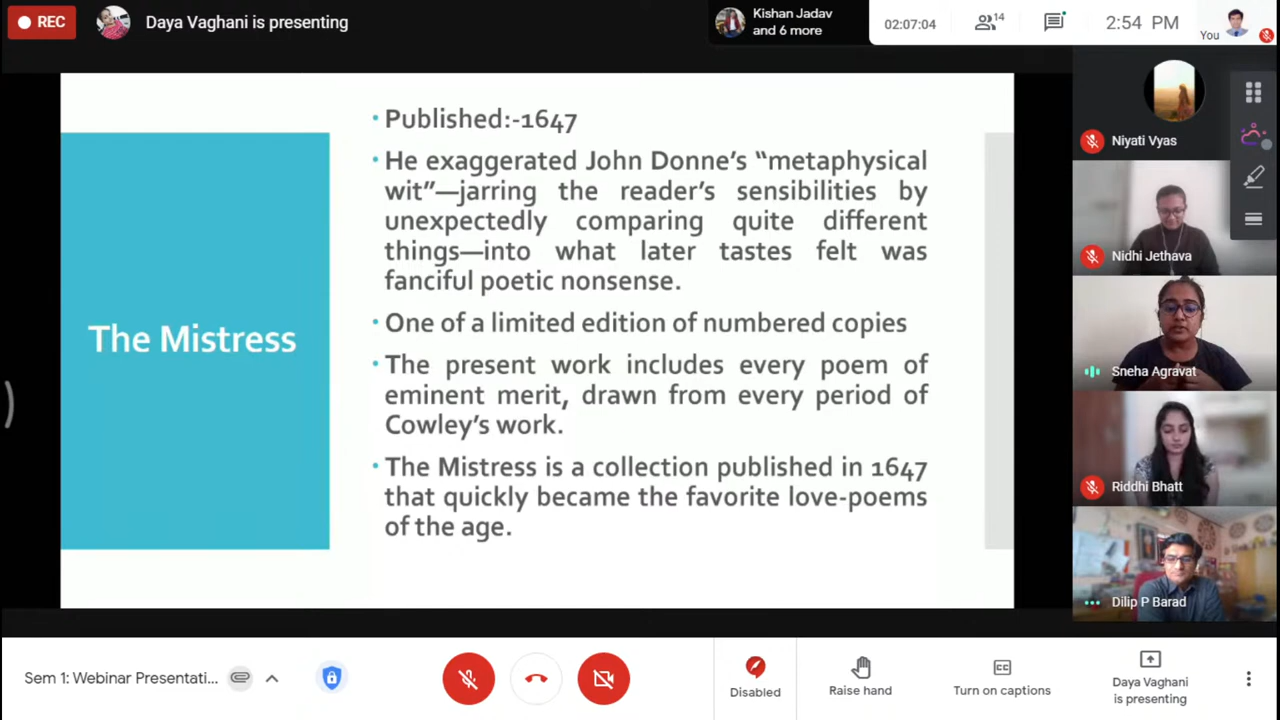 REC
Daya Vaghani is presenting
Kishan Jadav
and 6 more
02:07:04
14
2:54 PM
You
The Mistress
• Published:-1647
• He exaggerated John Donne's “metaphysical
wit”—jarring the reader's sensibilities by
unexpectedly comparing quite different
things—into what later tastes felt was
fanciful poetic nonsense.
• One of a limited edition of numbered copies
• The present work includes every poem of
eminent merit, drawn from every period of
Cowley's work.
• The Mistress is a collection published in 1647
that quickly became the favorite love-poems
of the age.
Niyati Vyas
Nidhi Jethava
Sneha Agravat
Riddhi Bhatt
Dilip P Barad
Sem 1: Webinar Presentati...
Disabled
Raise hand
CC
Turn on captions
Daya Vaghani
is presenting